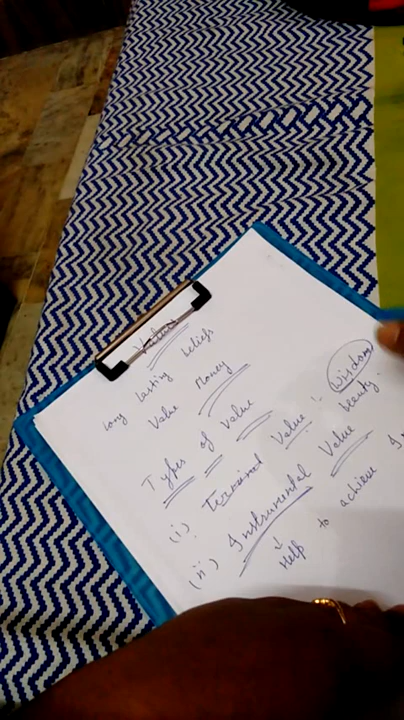 Values
Long lasting beliefs
Value Money
Types of Value
(i) Terminal Value :- Wisdom
beauty.
(ii) Instrumental Value
↓
Help to achieve